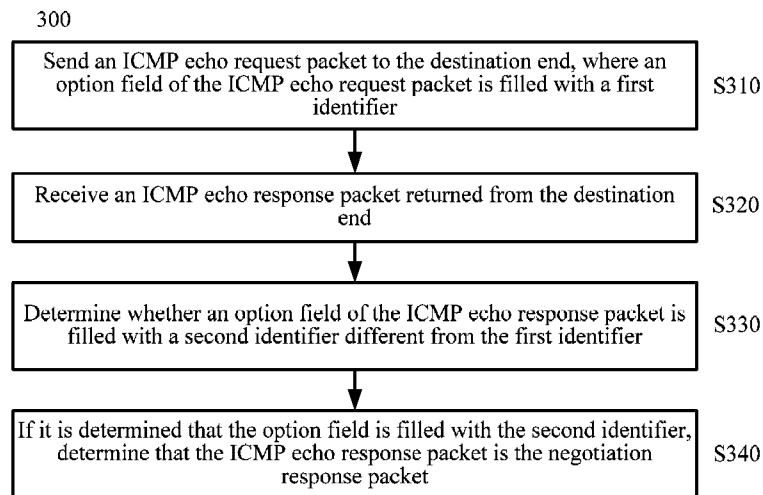 300
Send an ICMP echo request packet to the destination end, where an
option field of the ICMP echo request packet is filled with a first
identifier
S310
Receive an ICMP echo response packet returned from the destination
end
S320
Determine whether an option field of the ICMP echo response packet is
filled with a second identifier different from the first identifier
S330
If it is determined that the option field is filled with the second identifier,
determine that the ICMP echo response packet is the negotiation
response packet
S340